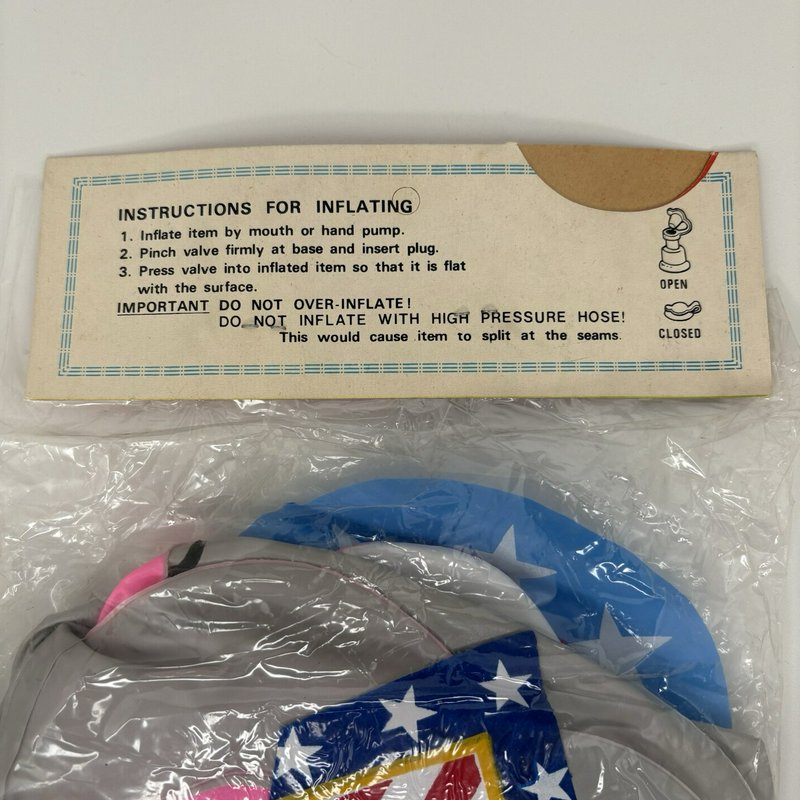 INSTRUCTIONS FOR INFLATING
1. Inflate item by mouth or hand pump.
2. Pinch valve firmly at base and insert plug.
3. Press valve into inflated item so that it is flat
with the surface.
IMPORTANT DO NOT OVER-INFLATE!
DO NOT INFLATE WITH HIGH PRESSURE HOSE!
This would cause item to split at the seams.
OPEN
CLOSED